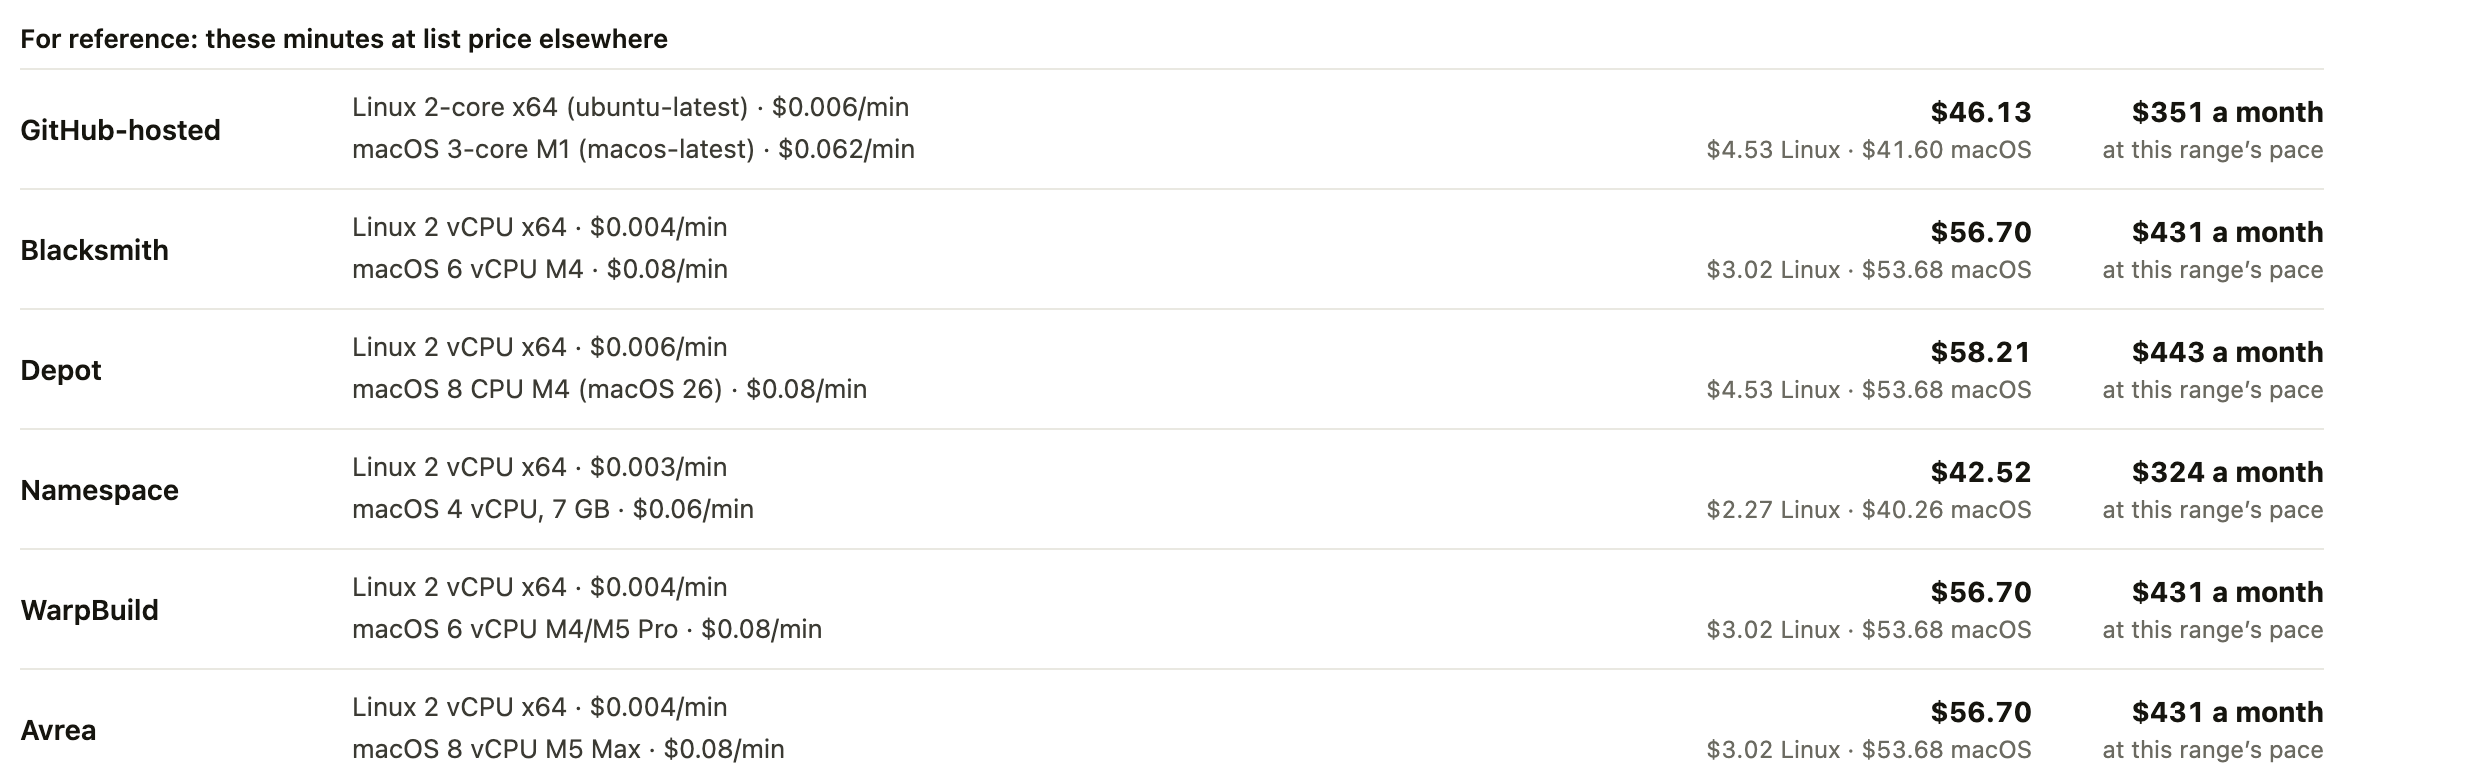 For reference: these minutes at list price elsewhere
GitHub-hosted
Linux 2-core x64 (ubuntu-latest) · $0.006/min
macOS 3-core M1 (macos-latest) · $0.062/min
$46.13
$4.53 Linux · $41.60 macOS
$351 a month
at this range’s pace
Blacksmith
Linux 2 vCPU x64 · $0.004/min
macOS 6 vCPU M4 · $0.08/min
$56.70
$3.02 Linux · $53.68 macOS
$431 a month
at this range’s pace
Depot
Linux 2 vCPU x64 · $0.006/min
macOS 8 CPU M4 (macOS 26) · $0.08/min
$58.21
$4.53 Linux · $53.68 macOS
$443 a month
at this range’s pace
Namespace
Linux 2 vCPU x64 · $0.003/min
macOS 4 vCPU, 7 GB · $0.06/min
$42.52
$2.27 Linux · $40.26 macOS
$324 a month
at this range’s pace
WarpBuild
Linux 2 vCPU x64 · $0.004/min
macOS 6 vCPU M4/M5 Pro · $0.08/min
$56.70
$3.02 Linux · $53.68 macOS
$431 a month
at this range’s pace
Avrea
Linux 2 vCPU x64 · $0.004/min
macOS 8 vCPU M5 Max · $0.08/min
$56.70
$3.02 Linux · $53.68 macOS
$431 a month
at this range’s pace